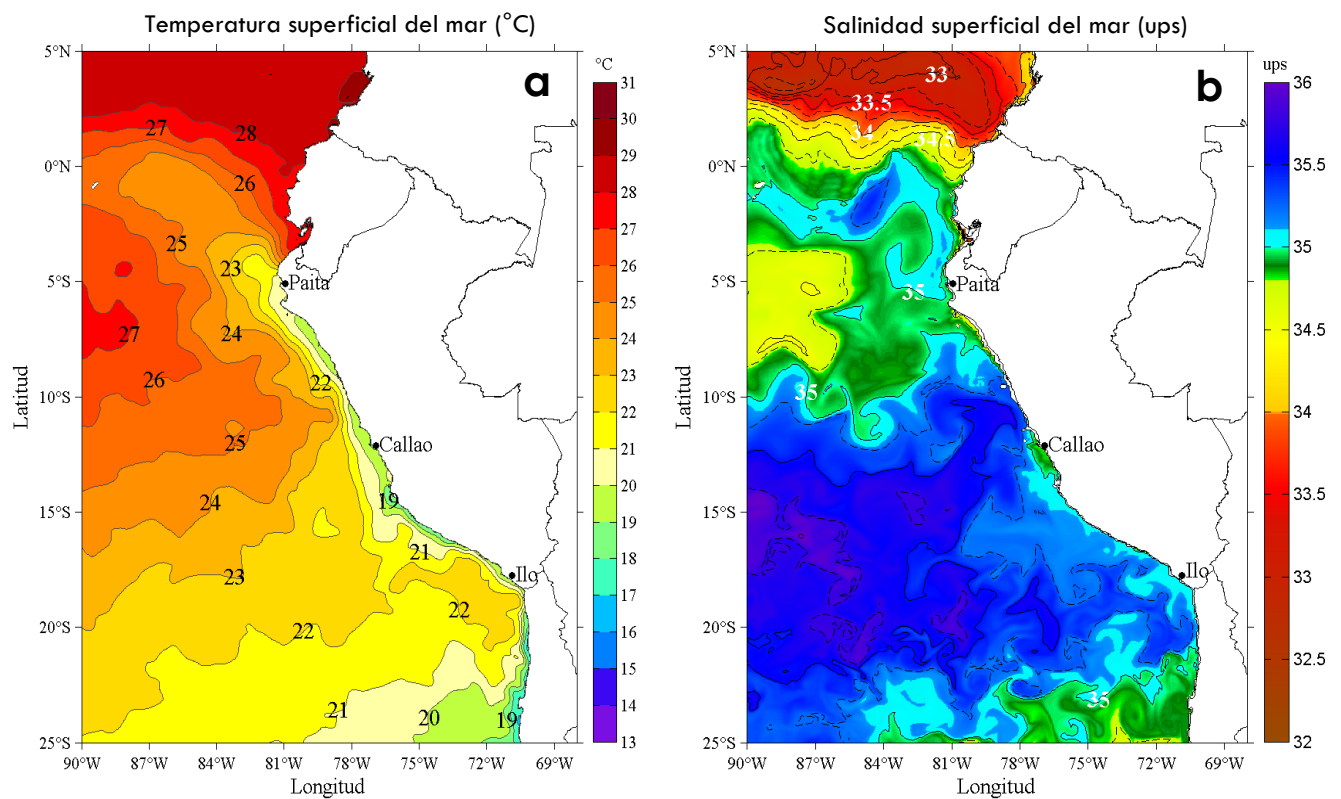 Temperatura superficial del mar (°C)
a
°C
31
30
29
28
27
26
25
24
23
22
21
20
19
18
17
16
15
14
13
5°N
0°N
5°S
10°S
15°S
20°S
25°S
Latitud
90°W
87°W
84°W
81°W
78°W
75°W
72°W
69°W
Longitud
27
28
26
25
23
Paita
27
24
26
22
25
Callao
24
19
21
Ilo
23
22
22
21
20
19
Salinidad superficial del mar (ups)
b
ups
36
35.5
35
34.5
34
33.5
33
32.5
32
5°N
0°N
5°S
10°S
15°S
20°S
25°S
Latitud
90°W
87°W
84°W
81°W
78°W
75°W
72°W
69°W
Longitud
33
33.5
34
34.5
Paita
35
35
Callao
Ilo
35